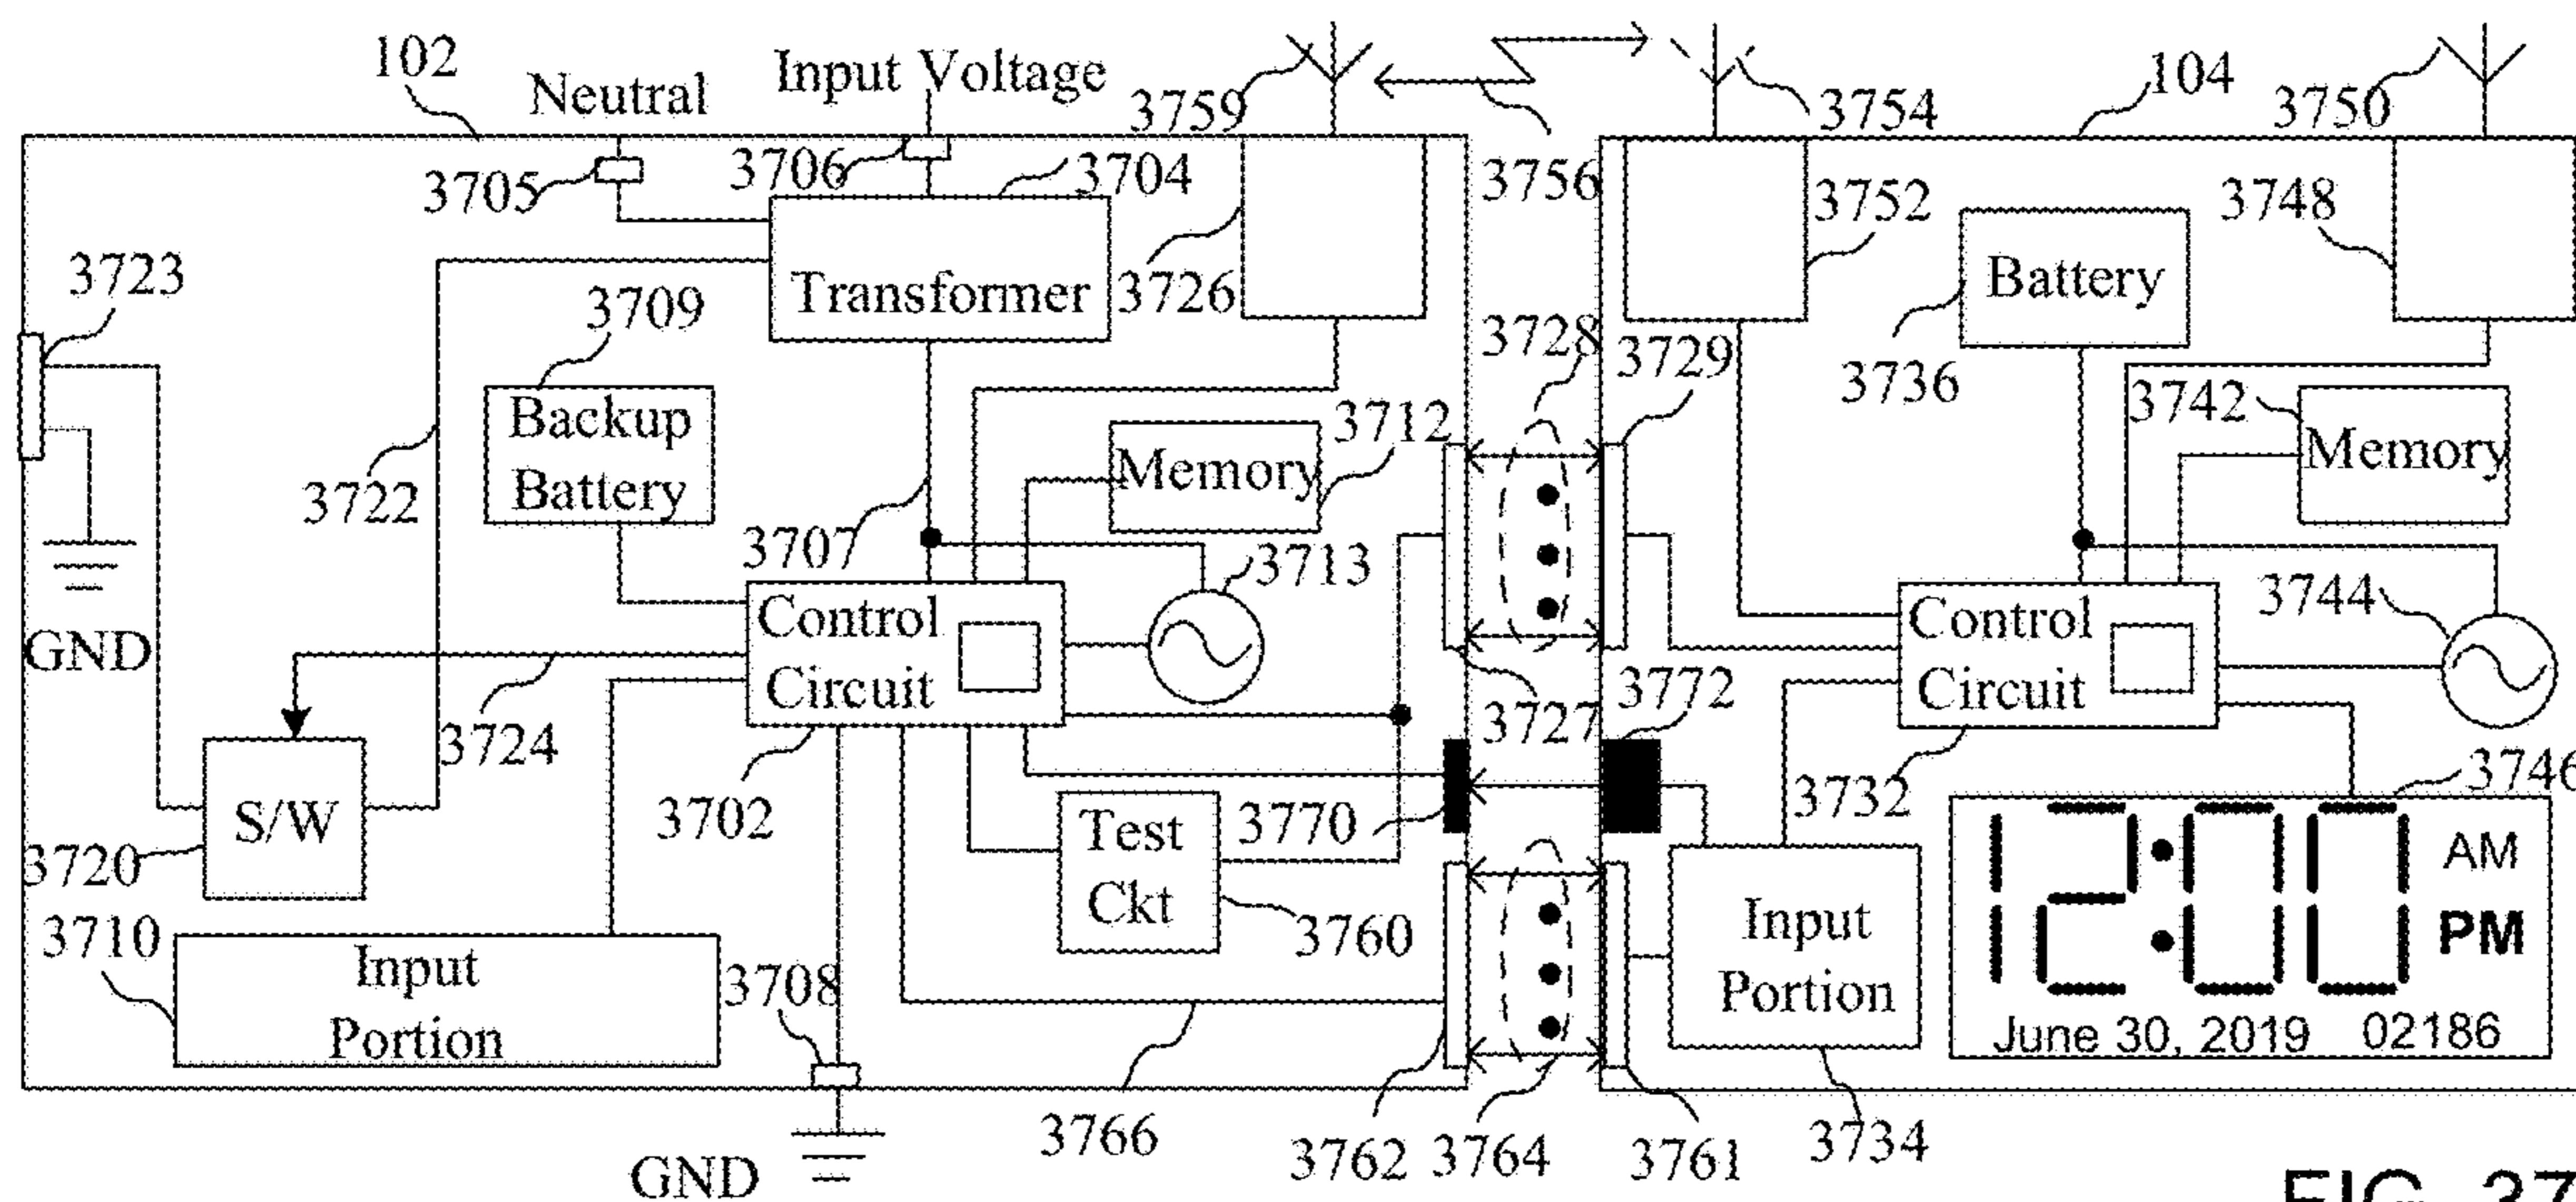 102
Neutral
Input Voltage
3759
3756
3754
104
3750
3705
3706
3704
3726
3752
3748
3723
3709
Transformer
3728
3729
Battery
3736
3742
Memory
Backup
Battery
3722
3712
Memory
3707
3713
3744
GND
Control
Circuit
Control
Circuit
3724
3727
3772
3702
3732
3746
S/W
3720
Test
Ckt
3770
3760
12:00
AM
PM
June 30, 2019 02186
3710
Input
Portion
3708
Input
Portion
3766
3762
3764
3761
3734
GND
FIG. 37